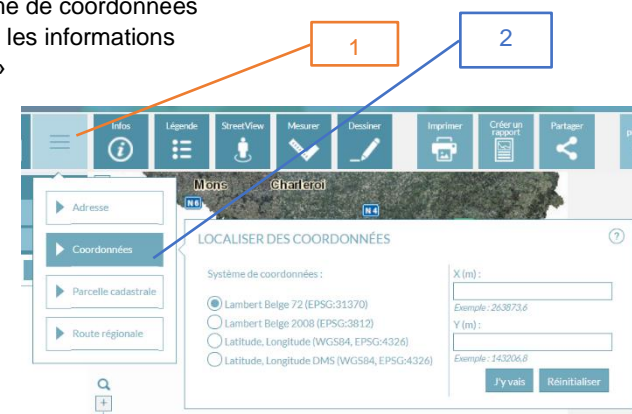 ne de coordonnées
les informations
»
1
2
Infos
Légende
StreetView
Mesurer
Dessiner
Imprimer
Créer un
rapport
Partager
Mons Charleroi
N6
N4
Adresse
Coordonnées
Parcelle cadastrale
Route régionale
LOCALISER DES COORDONNÉES
?
Système de coordonnées :
Lambert Belge 72 (EPSG:31370)
Lambert Belge 2008 (EPSG:3812)
Latitude, Longitude (WGS84, EPSG:4326)
Latitude, Longitude DMS (WGS84, EPSG:4326)
X (m) :
Exemple : 263873,6
Y (m) :
Exemple : 143206,8
J'y vais
Réinitialiser